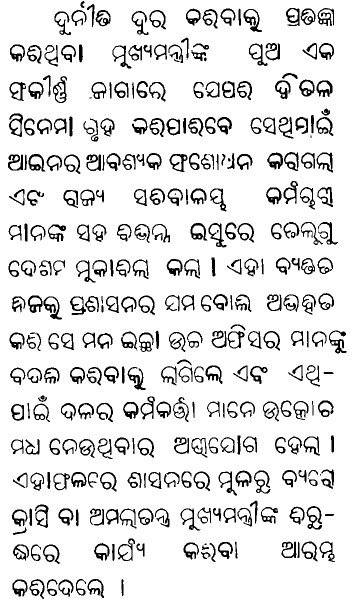 ଦୁର୍ନୀତି ଦୂର କରିବାକୁ ପ୍ରତିଜ୍ଞା
କରିଥିବା ମୁଖ୍ୟମନ୍ତ୍ରୀଙ୍କ ପୁଅ ଏକ
ସଂକୀର୍ଣ୍ଣ ଜାଗାରେ ଯେପରି ଦ୍ୱିତଳ
ସିନେମା ଗୃହ କରିପାରିବେ ସେଥିପାଇଁ
ଆଇନର ଆବଶ୍ୟକ ସଂଶୋଧନ କରାଗଲା
ଏବଂ ରାଜ୍ୟ ସଚିବାଳୟ କର୍ମଚାରୀ
ମାନଙ୍କ ସହ ବିଭିନ୍ନ ଇସୁରେ ତେଲୁଗୁ
ଦେଶମ ମୁକାବିଲା କଲା । ଏହା ବ୍ୟତୀତ
ନିଜକୁ ପ୍ରଶାସନର ଯମ ବୋଲି ଅଭିହିତ
କରି ସେ ମନ ଇଚ୍ଛା ଉଚ୍ଚ ଅଫିସର ମାନଙ୍କୁ
ବଦଳି କରିବାକୁ ଲାଗିଲେ ଏବଂ ଏଥି-
ପାଇଁ ଦଳର କର୍ମକର୍ତ୍ତା ମାନେ ଉତ୍କୋଚ
ମଧ୍ୟ ନେଉଥିବାର ଅଭିଯୋଗ ହେଲା ।
ଏହାଫଳରେ ଶାସନରେ ମୂଳରୁ ବ୍ୟୁରୋ
କ୍ରାସି ବା ଅମଲାତନ୍ତ୍ର ମୁଖ୍ୟମନ୍ତ୍ରୀଙ୍କ ବିରୁ-
ଦ୍ଧରେ କାର୍ଯ୍ୟ କରିବା ଆରମ୍ଭ
କରିଦେଲେ ।